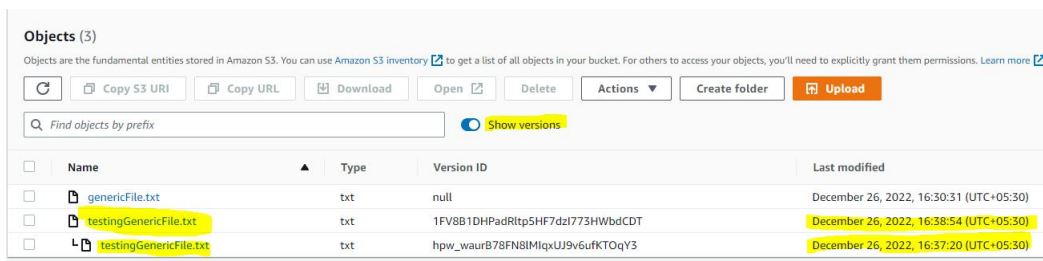 Objects (3)
Objects are the fundamental entities stored in Amazon S3. You can use Amazon S3 inventory to get a list of all objects in your bucket. For others to access your objects, you'll need to explicitly grant them permissions. Learn more
Copy S3 URI Copy URL Download Open Delete Actions Create folder Upload
Find objects by prefix Show versions
Name Type Version ID Last modified
genericFile.txt txt null December 26, 2022, 16:30:31 (UTC+05:30)
testingGenericFile.txt txt 1FV8B1DHPadRltp5HF7dzI773HWbdCDT December 26, 2022, 16:38:54 (UTC+05:30)
testingGenericFile.txt txt hpw_waurB78FN8lMIqxUJ9v6ufKTOqY3 December 26, 2022, 16:37:20 (UTC+05:30)